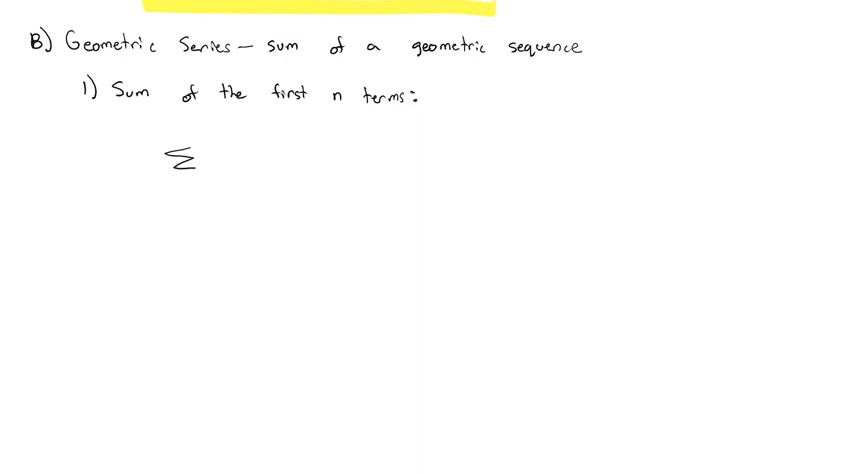 B) Geometric Series — sum of a geometric sequence
1) Sum of the first n terms:
Σ